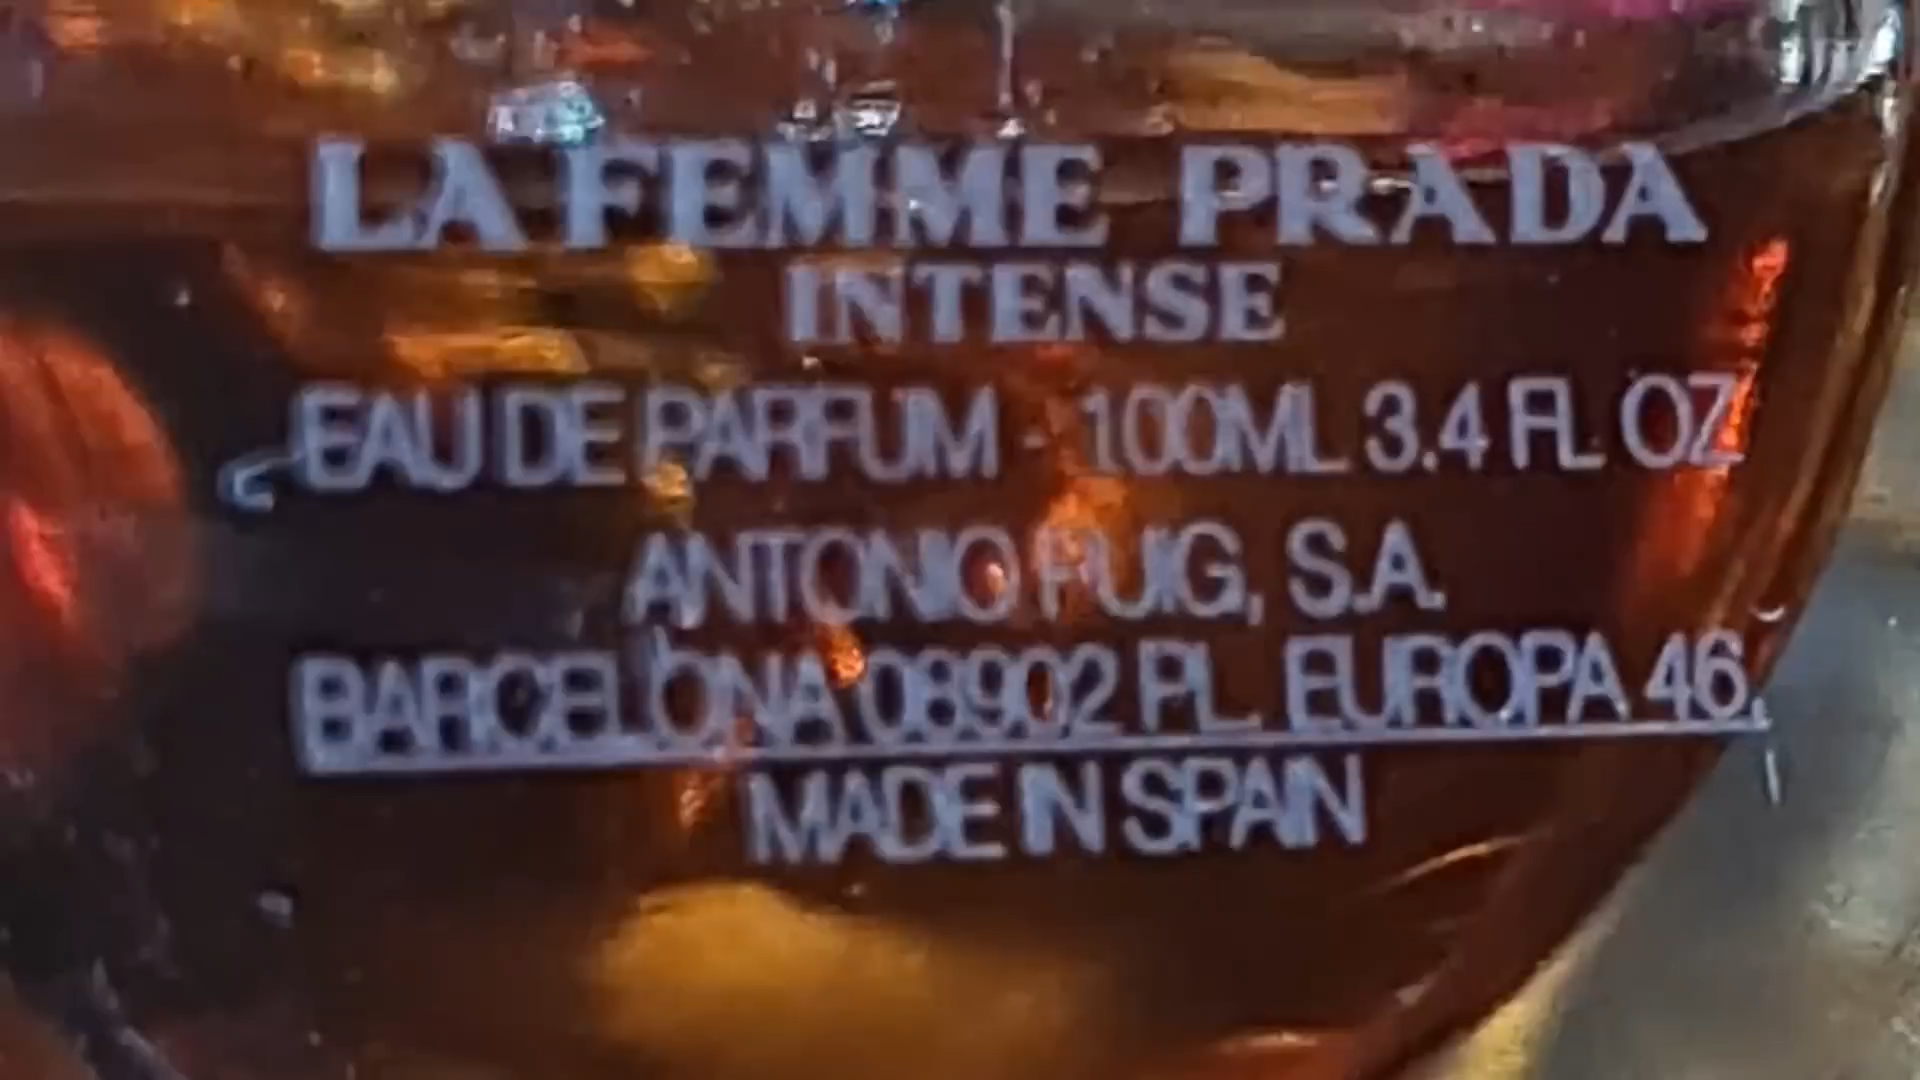 LA FEMME PRADA
INTENSE
EAU DE PARFUM - 100ML 3.4 FL OZ
ANTONIO PUIG, S.A.
BARCELONA 08902 PL. EUROPA 46,
MADE IN SPAIN